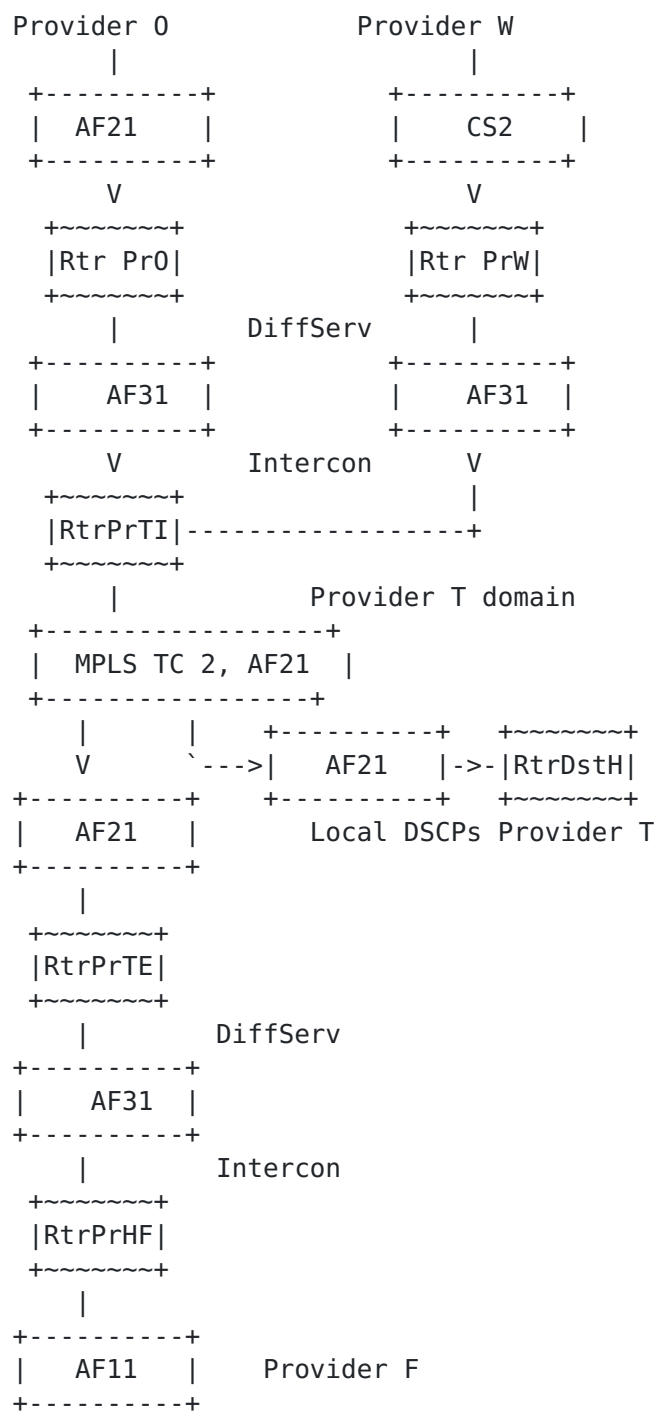 Provider O            Provider W
      |                      |
 +----------+           +----------+
 |  AF21    |           |    CS2     |
 +----------+           +----------+
      V                      V
  +~~~~~~~+              +~~~~~~~+
  |Rtr PrO|              |Rtr PrW|
  +~~~~~~~+              +~~~~~~~+
      |        DiffServ      |
 +----------+           +----------+
 |    AF31  |           |    AF31  |
 +----------+           +----------+
      V        Intercon      V
  +~~~~~~~+                  |
  |RtrPrTI|------------------+
  +~~~~~~~+
      |            Provider T domain
 +------------------+
 |  MPLS TC 2, AF21  |
 +-----------------+
    |      |    +----------+   +~~~~~~~+
    V      `--->|   AF21   |->-|RtrDstH|
+----------+    +----------+   +~~~~~~~+
|   AF21   |       Local DSCPs Provider T
+----------+
    |
 +~~~~~~~+
 |RtrPrTE|
 +~~~~~~~+
    |        DiffServ
+----------+
|    AF31  |
+----------+
    |        Intercon
 +~~~~~~~+
 |RtrPrHF|
 +~~~~~~~+
    |
+----------+
|   AF11   |    Provider F
+----------+